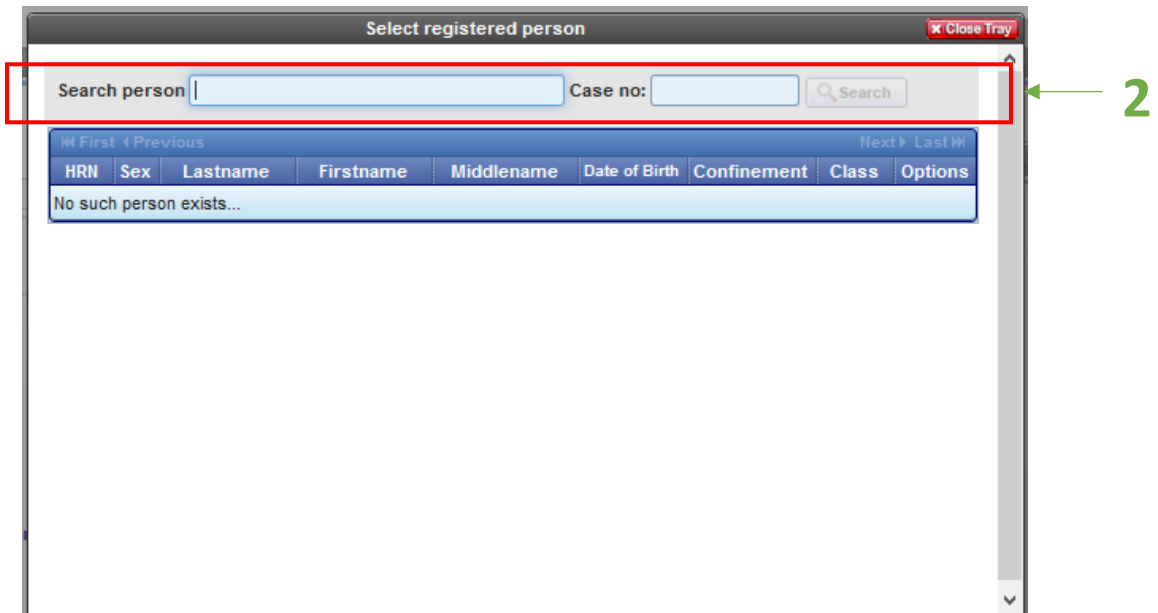 Select registered person
Close Tray
Search person Case no: Search
2
First Previous Next Last
HRN Sex Lastname Firstname Middlename Date of Birth Confinement Class Options
No such person exists...